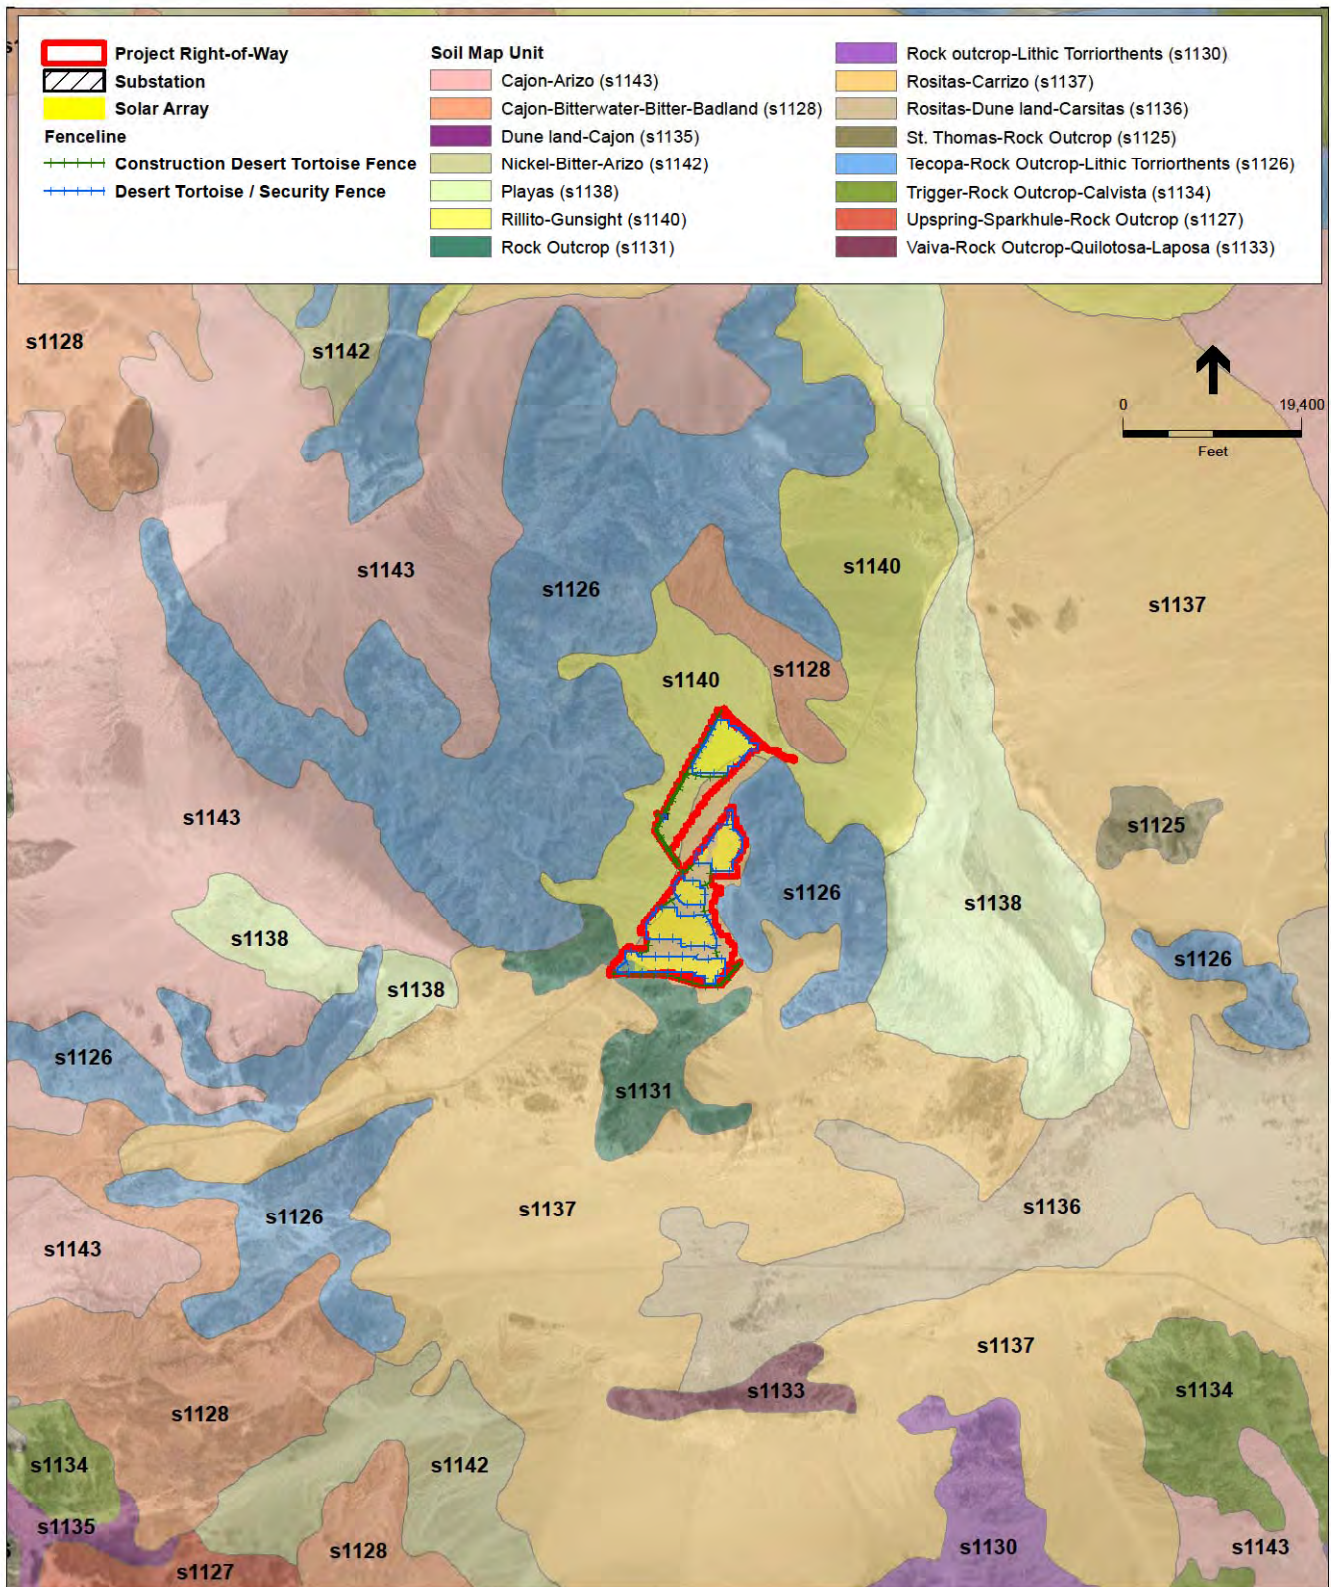 Project Right-of-Way
Substation
Solar Array
Fenceline
Construction Desert Tortoise Fence
Desert Tortoise / Security Fence
Soil Map Unit
Cajon-Arizo (s1143)
Cajon-Bitterwater-Bitter-Badland (s1128)
Dune land-Cajon (s1135)
Nickel-Bitter-Arizo (s1142)
Playas (s1138)
Rillito-Gunsight (s1140)
Rock Outcrop (s1131)
Rock outcrop-Lithic Torriorthents (s1130)
Rositas-Carrizo (s1137)
Rositas-Dune land-Carsitas (s1136)
St. Thomas-Rock Outcrop (s1125)
Tecopa-Rock Outcrop-Lithic Torriorthents (s1126)
Trigger-Rock Outcrop-Calvista (s1134)
Upspring-Sparkhule-Rock Outcrop (s1127)
Vaiva-Rock Outcrop-Quilotosa-Laposa (s1133)
s1128
s1142
0 19,400
Feet
s1143
s1126
s1140
s1137
s1140
s1128
s1143
s1125
s1126
s1138
s1138
s1126
s1138
s1126
s1131
s1137
s1136
s1126
s1143
s1137
s1133
s1134
s1128
s1142
s1134
s1135
s1128
s1130
s1143
s1127